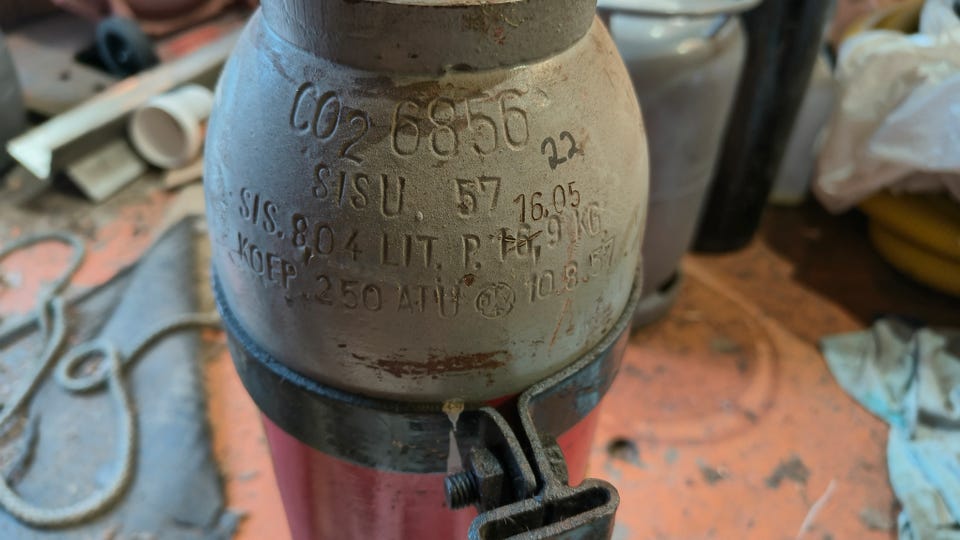 CO2 6856
22
SISU. 57 16.05
SIS. 8,04 LIT. P. 16,9 KG.
KOEP. 250 ATÜ 10.8.57